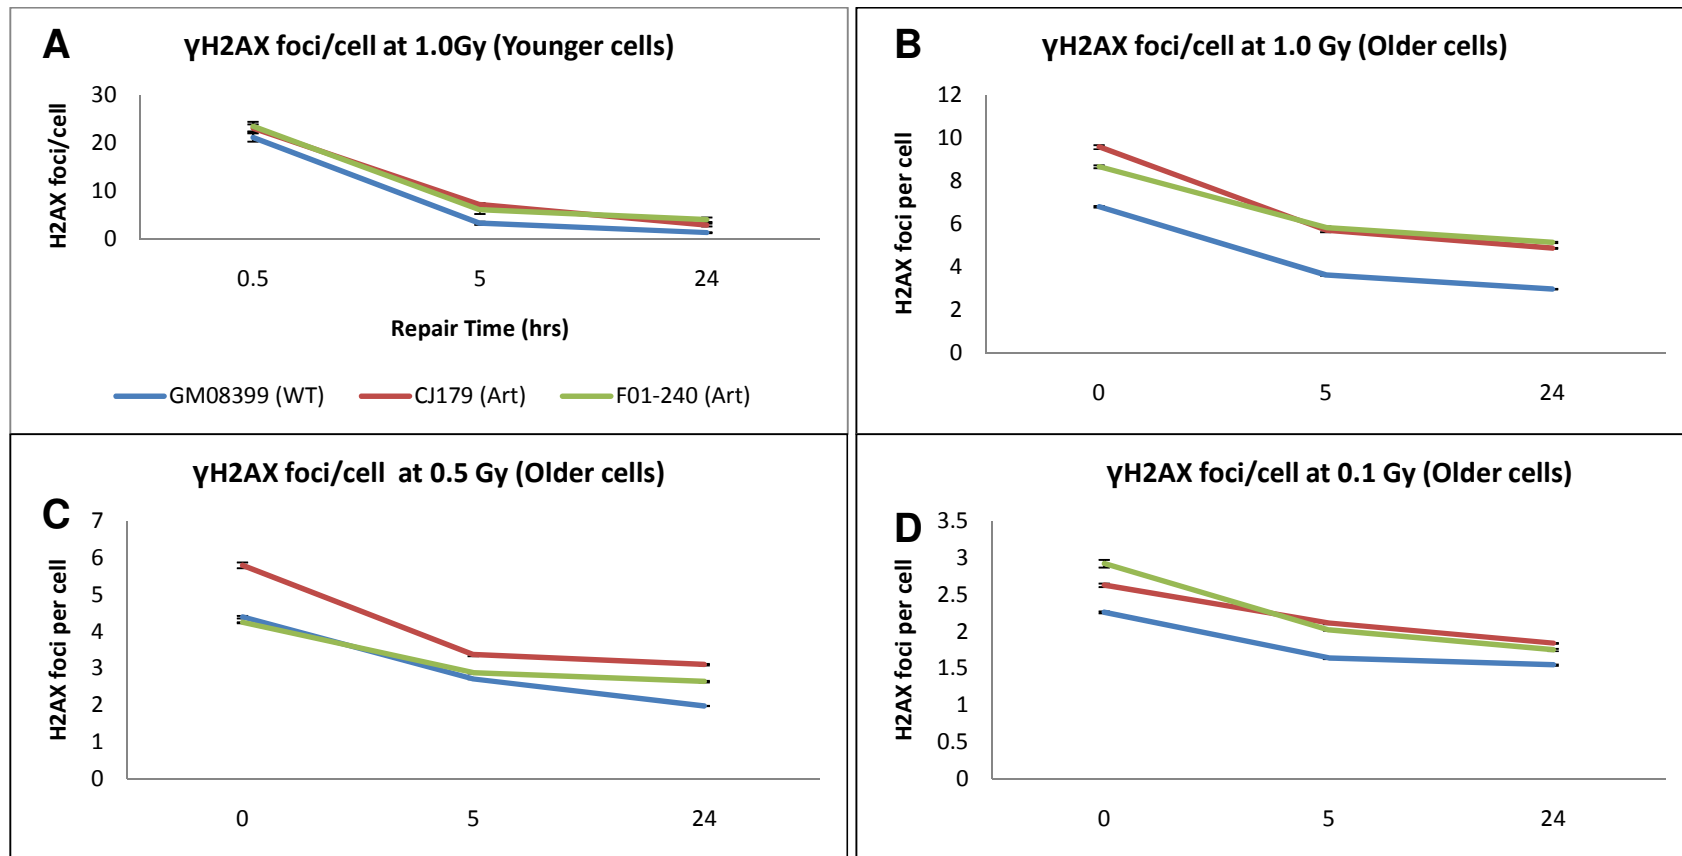 A
γH2AX foci/cell at 1.0Gy (Younger cells)
H2AX foci/cell
30
20
10
0
0.5 5 24
Repair Time (hrs)
GM08399 (WT) CJ179 (Art) F01-240 (Art)
B
γH2AX foci/cell at 1.0 Gy (Older cells)
H2AX foci per cell
12
10
8
6
4
2
0
0 5 24
C
γH2AX foci/cell at 0.5 Gy (Older cells)
H2AX foci per cell
7
6
5
4
3
2
1
0
0 5 24
D
γH2AX foci/cell at 0.1 Gy (Older cells)
H2AX foci per cell
3.5
3
2.5
2
1.5
1
0.5
0
0 5 24